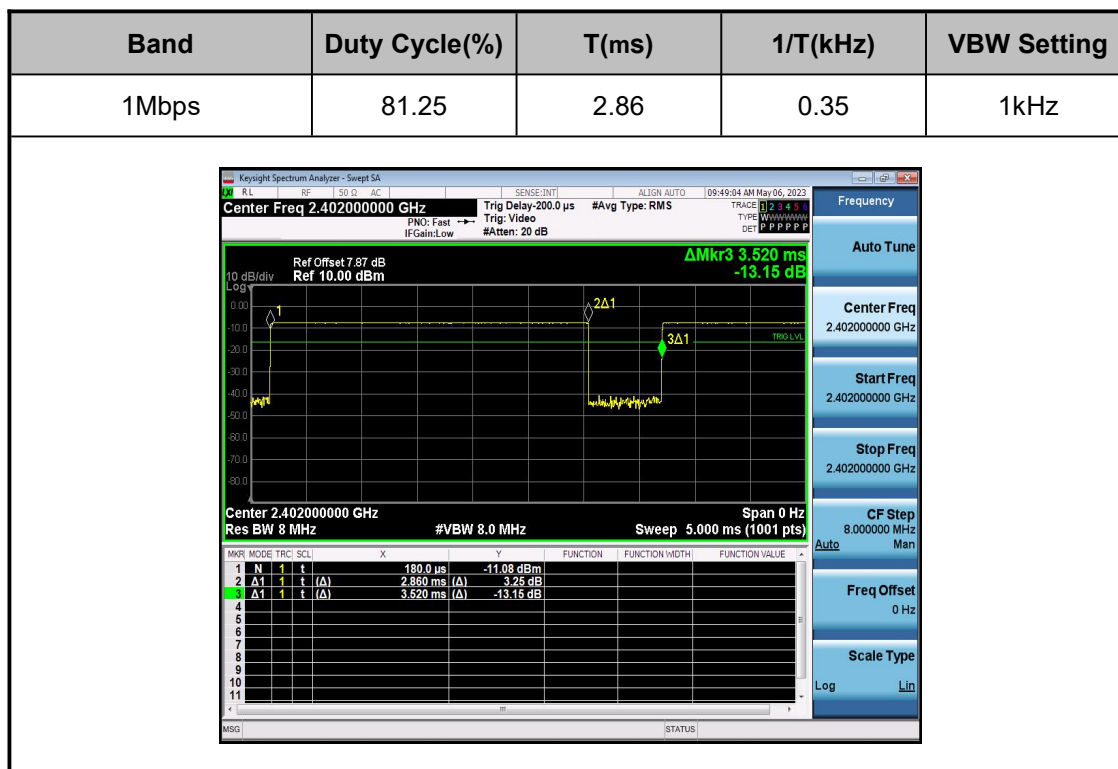 Band Duty Cycle(%) T(ms) 1/T(kHz) VBW Setting
1Mbps 81.25 2.86 0.35 1kHz
Keysight Spectrum Analyzer - Swept SA
LXI RL RF 50 Ω AC SENSE:INT ALIGN AUTO 09:49:04 AM May 06, 2023
Center Freq 2.402000000 GHz Trig Delay-200.0 µs #Avg Type: RMS TRACE 1 2 3 4 5 6
PNO: Fast Trig: Video TYPE WWWWWW
IFGain:Low #Atten: 20 dB DET P P P P P P
Ref Offset 7.87 dB ΔMkr3 3.520 ms
10 dB/div Ref 10.00 dBm -13.15 dB
Log
0.00
-10.0
-20.0
-30.0
-40.0
-50.0
-60.0
-70.0
-80.0
1
2Δ1
3Δ1
TRIG LVL
Center 2.402000000 GHz Span 0 Hz
Res BW 8 MHz #VBW 8.0 MHz Sweep 5.000 ms (1001 pts)
MKR MODE TRC SCL X Y FUNCTION FUNCTION WIDTH FUNCTION VALUE
1 N 1 t 180.0 µs -11.08 dBm
2 Δ1 1 t (Δ) 2.860 ms (Δ) 3.25 dB
3 Δ1 1 t (Δ) 3.520 ms (Δ) -13.15 dB
4
5
6
7
8
9
10
11
MSG STATUS
Frequency
Auto Tune
Center Freq
2.402000000 GHz
Start Freq
2.402000000 GHz
Stop Freq
2.402000000 GHz
CF Step
8.000000 MHz
Auto Man
Freq Offset
0 Hz
Scale Type
Log Lin